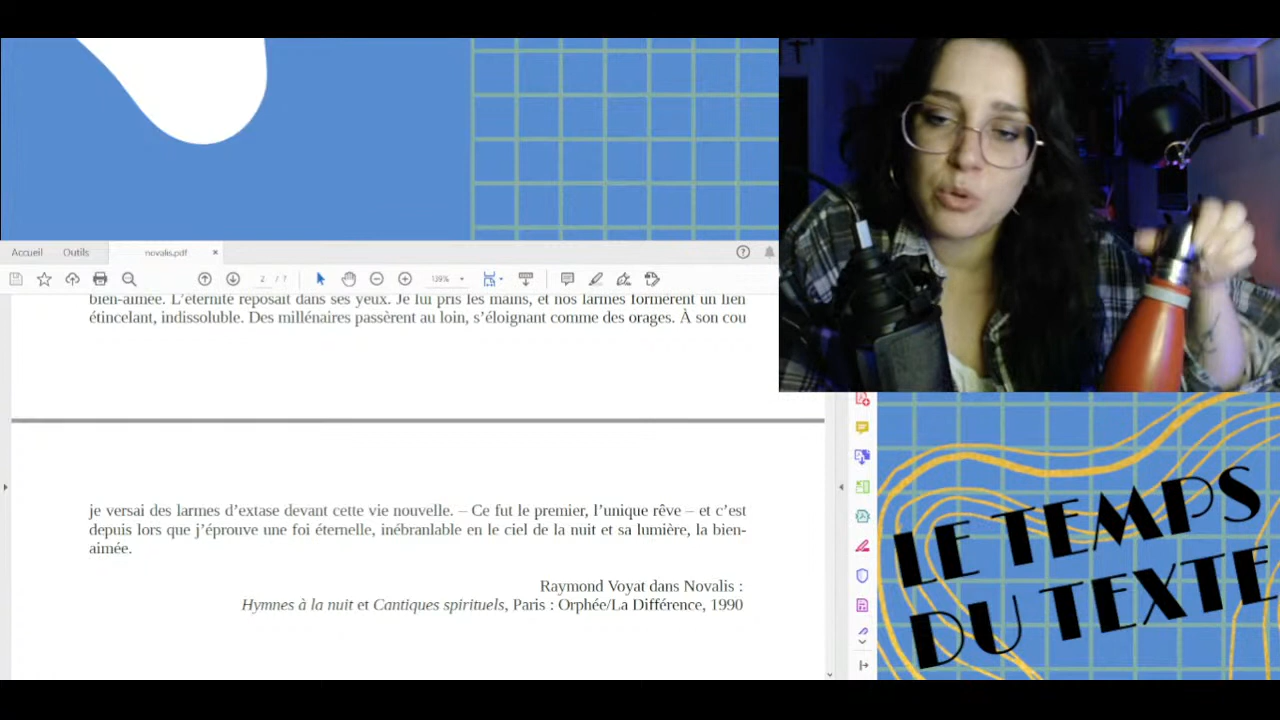 Accueil Outils novalis.pdf
2 / 7 139%
bien-aimée. L'éternité reposait dans ses yeux. Je lui pris les mains, et nos larmes formèrent un lien
étincelant, indissoluble. Des millénaires passèrent au loin, s'éloignant comme des orages. À son cou
je versai des larmes d'extase devant cette vie nouvelle. – Ce fut le premier, l'unique rêve – et c'est
depuis lors que j'éprouve une foi éternelle, inébranlable en le ciel de la nuit et sa lumière, la bien-
aimée.
Raymond Voyat dans Novalis :
Hymnes à la nuit et Cantiques spirituels, Paris : Orphée/La Différence, 1990
LE TEMPS
DU TEXTE